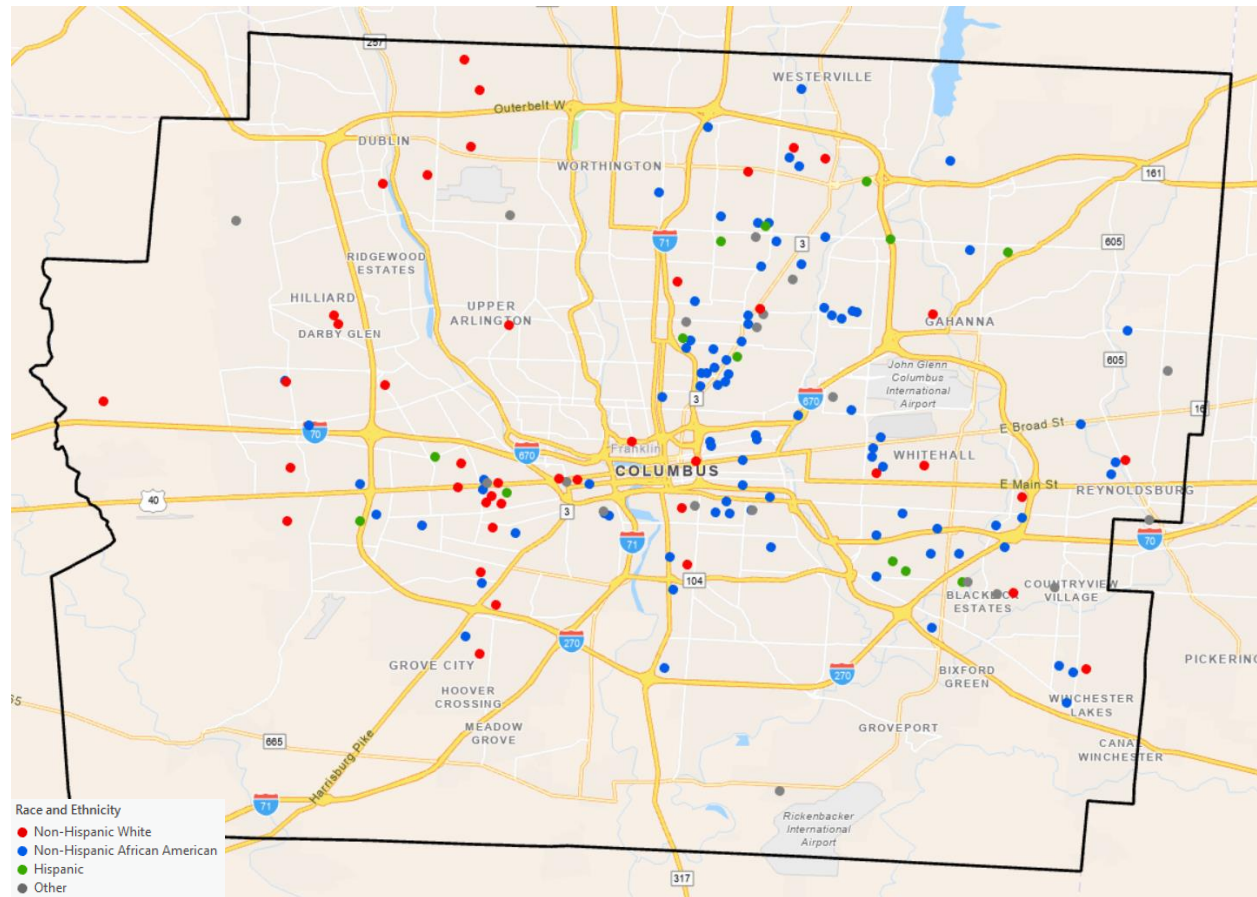 257
WESTERVILLE
Outerbelt W
DUBLIN
WORTHINGTON
161
71
3
605
RIDGEWOOD
ESTATES
HILLIARD
UPPER
ARLINGTON
DARBY GLEN
GAHANNA
605
John Glenn
Columbus
International
Airport
3
670
16
70
E Broad St
Franklin
670
WHITEHALL
COLUMBUS
40
E Main St
REYNOLDSBURG
3
71
70
104
COUNTRYVIEW
VILLAGE
BLACKLICK
ESTATES
270
GROVE CITY
270
BIXFORD
GREEN
PICKERING
HOOVER
CROSSING
WINCHESTER
LAKES
MEADOW
GROVE
GROVEPORT
665
CANAL
WINCHESTER
Harrisburg Pike
71
Rickenbacker
International
Airport
317
Race and Ethnicity
Non-Hispanic White
Non-Hispanic African American
Hispanic
Other